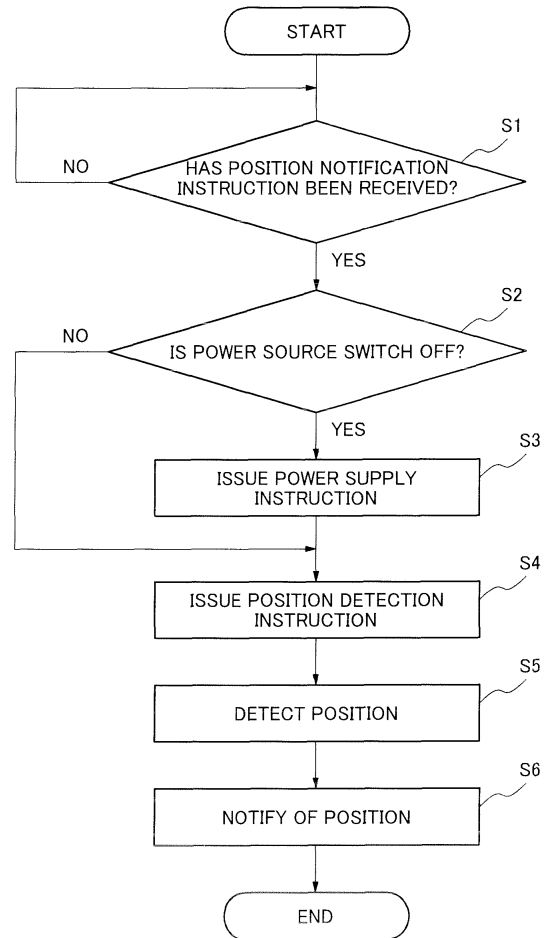 START
S1
HAS POSITION NOTIFICATION
INSTRUCTION BEEN RECEIVED?
NO
YES
S2
IS POWER SOURCE SWITCH OFF?
NO
YES
S3
ISSUE POWER SUPPLY
INSTRUCTION
S4
ISSUE POSITION DETECTION
INSTRUCTION
S5
DETECT POSITION
S6
NOTIFY OF POSITION
END